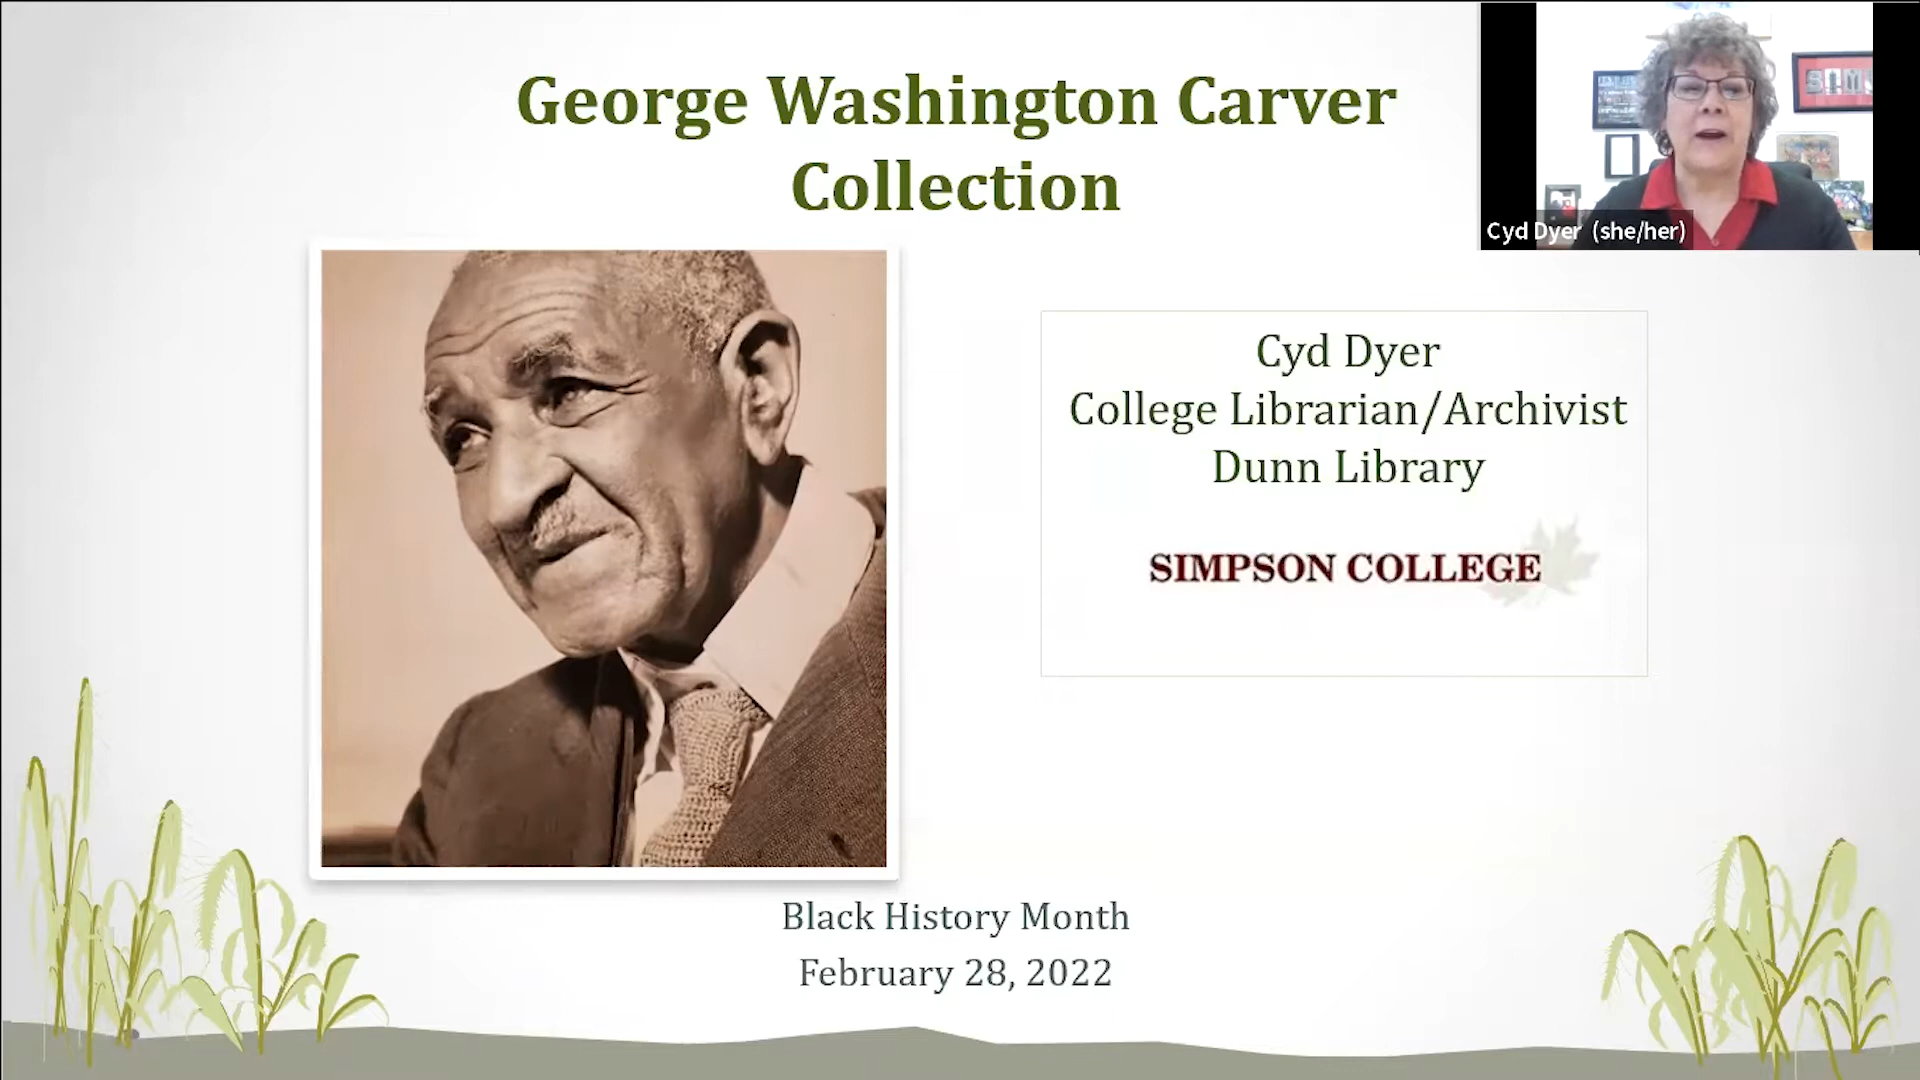 George Washington Carver
Collection
Cyd Dyer (she/her)
Cyd Dyer
College Librarian/Archivist
Dunn Library
SIMPSON COLLEGE
Black History Month
February 28, 2022